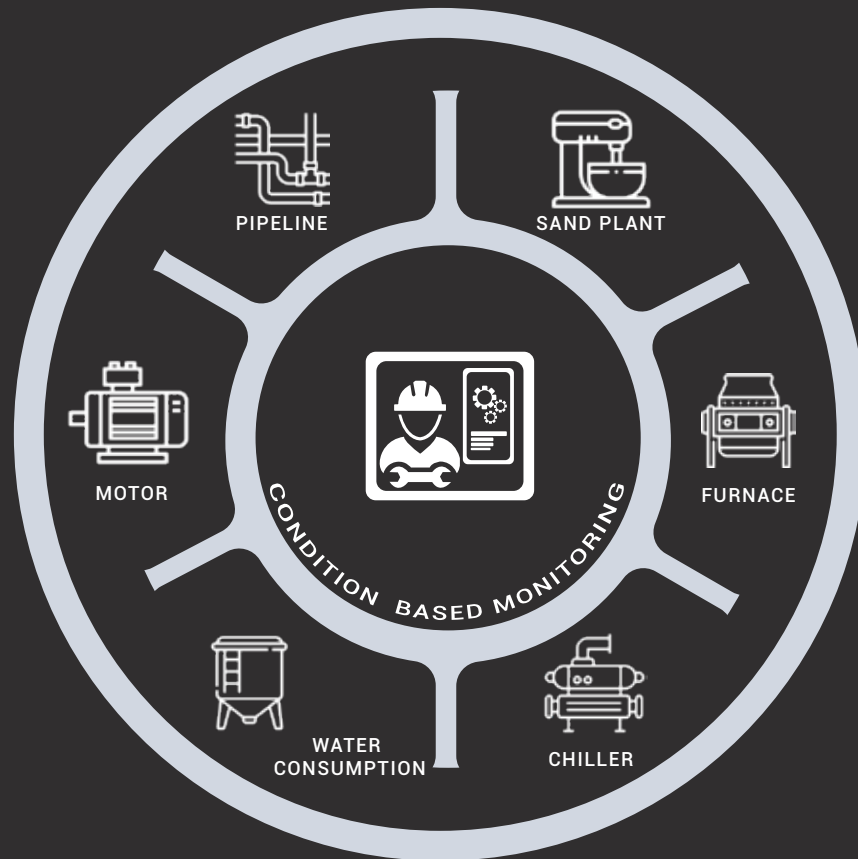 PIPELINE
SAND PLANT
MOTOR
FURNACE
CONDITION BASED MONITORING
WATER
CONSUMPTION
CHILLER